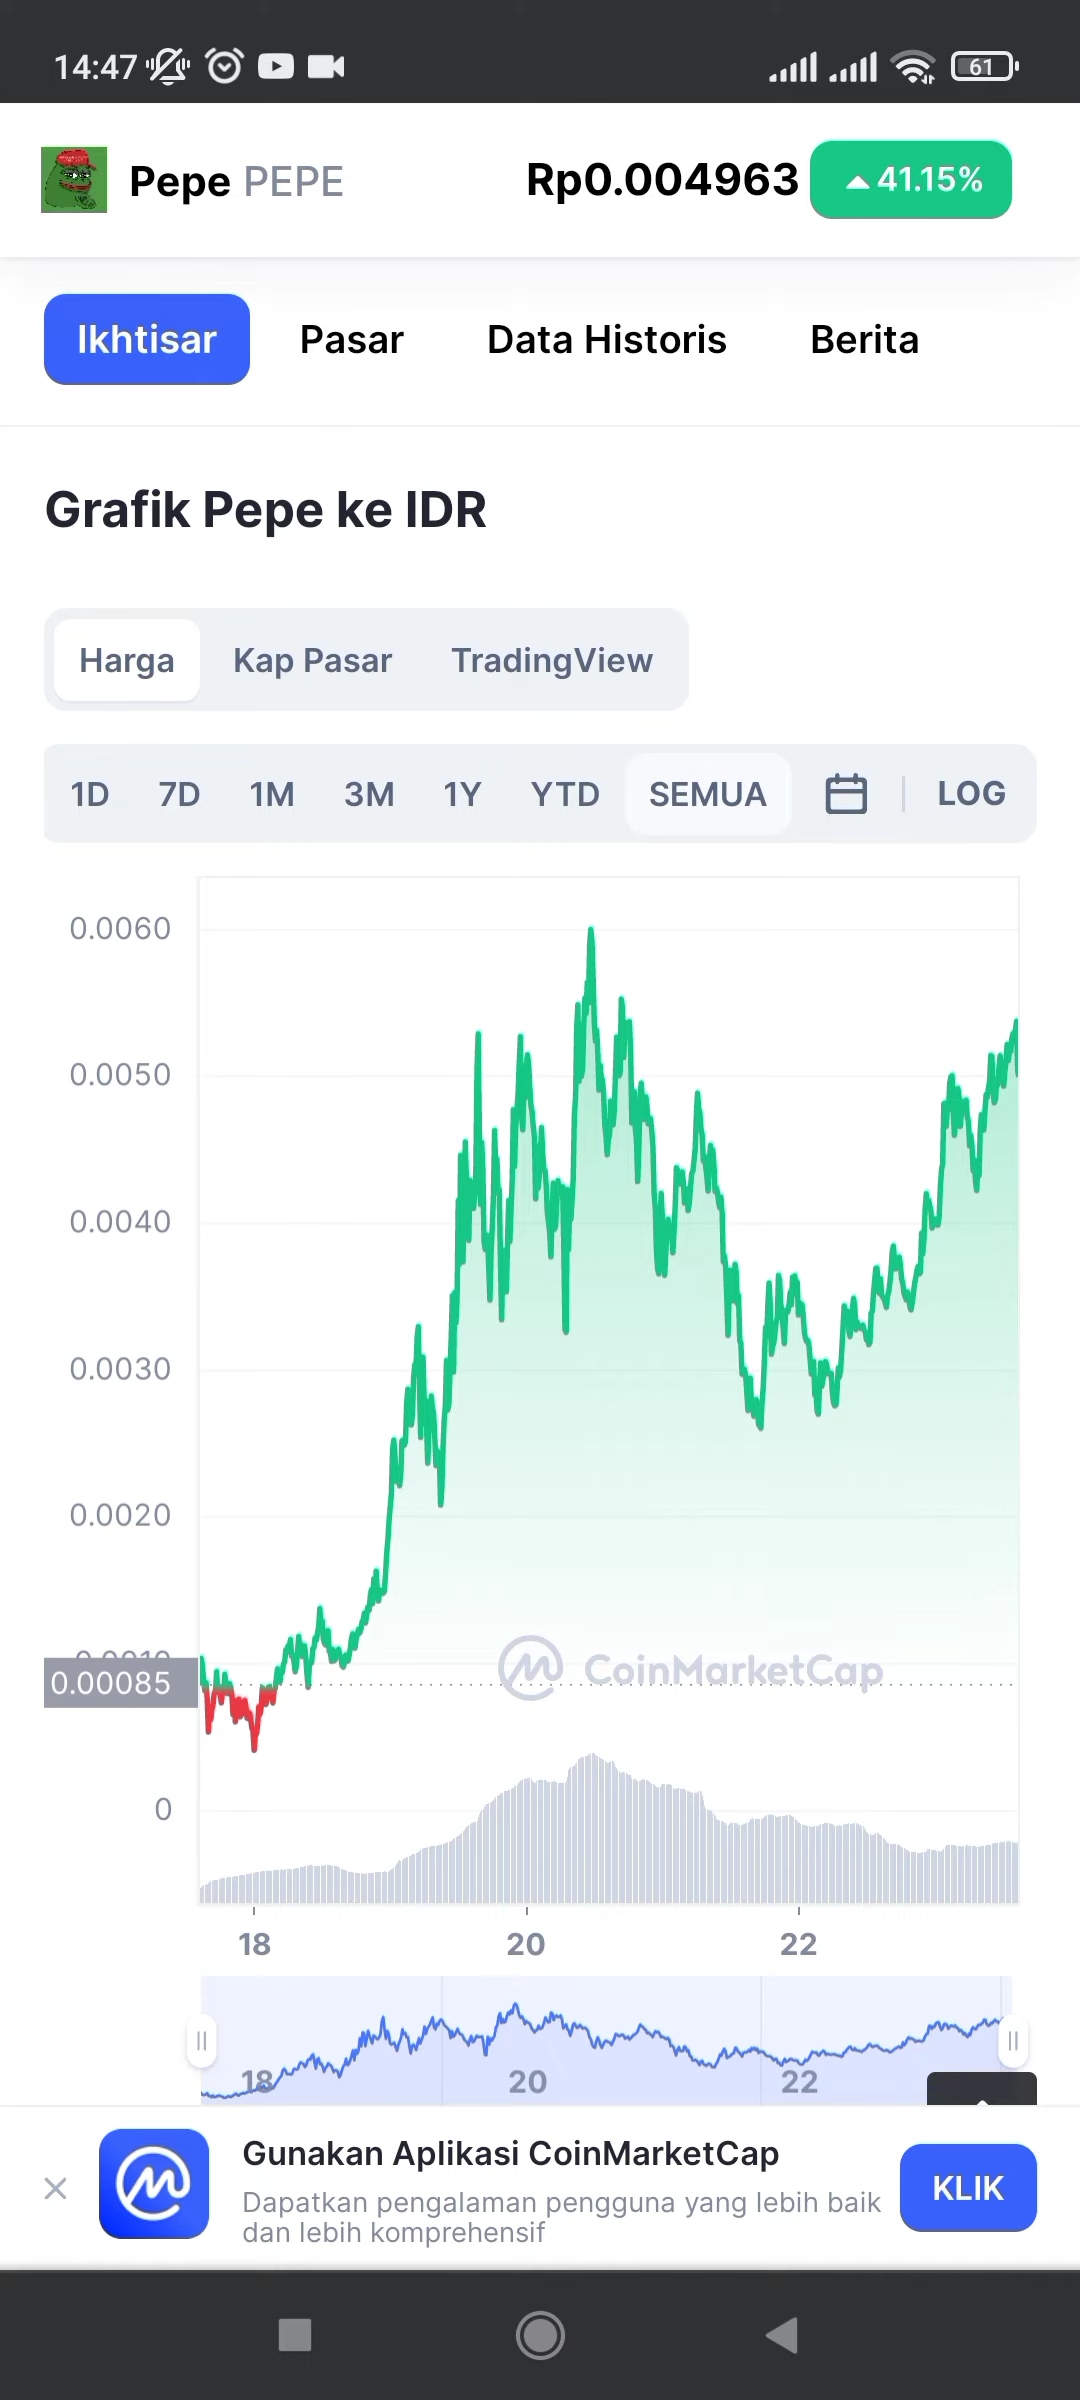 14:47
61
Pepe PEPE
Rp0.004963
41.15%
Ikhtisar Pasar Data Historis Berita
Grafik Pepe ke IDR
Harga Kap Pasar TradingView
1D 7D 1M 3M 1Y YTD SEMUA LOG
0.0060
0.0050
0.0040
0.0030
0.0020
0.00085
CoinMarketCap
0
18 20 22
18 20 22
Gunakan Aplikasi CoinMarketCap
Dapatkan pengalaman pengguna yang lebih baik
dan lebih komprehensif
KLIK